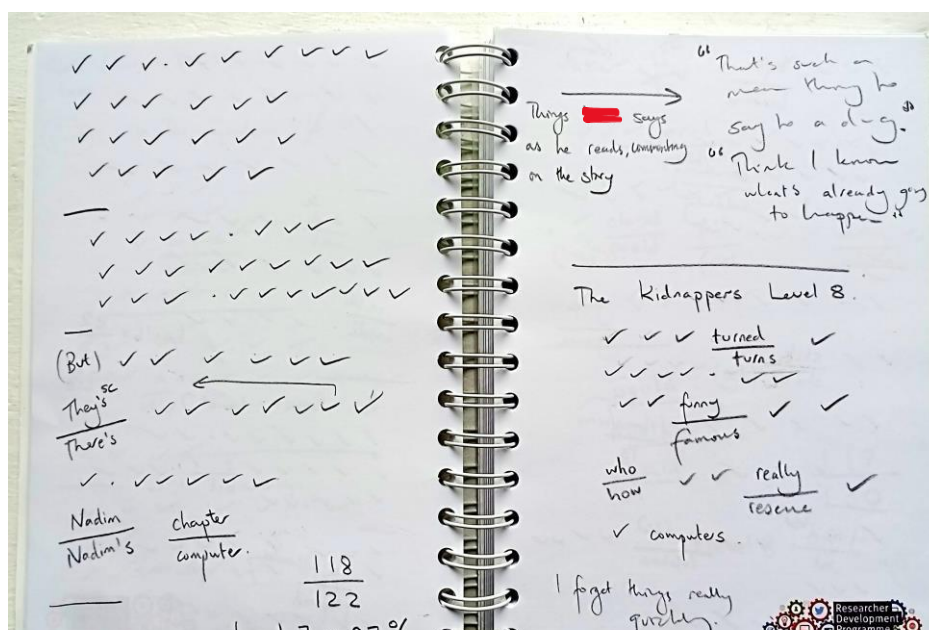 ✓ ✓ ✓ . ✓ ✓ ✓ ✓ ✓ ✓
✓ ✓ ✓ ✓ ✓ ✓
✓ ✓ ✓ ✓ ✓ ✓
✓ ✓ ✓ ✓ ✓
✓ ✓ ✓ ✓ . ✓ ✓ ✓
✓ ✓ ✓ ✓ ✓ ✓ ✓ ✓ ✓
✓ ✓ ✓ . ✓ ✓ ✓ ✓ ✓ ✓ ✓
(But) ✓ ✓ ✓ ✓ ✓ ✓
They's SC ✓ ✓ ✓ ✓ ✓ ✓ ✓
There's
✓ . ✓ ✓ ✓ ✓ ✓
Nadim chapter
Nadim's computer.
118
122
Things says
as he reads, commenting
on the story
"That's such a
mean thing to
say to a dog."
"Think I know
what's already going
to happen"
The Kidnappers Level 8.
✓ ✓ ✓ turned ✓
turns
✓ ✓ ✓ ✓ . ✓ ✓
✓ ✓ funny ✓ ✓
famous
who ✓ ✓ really ✓
how rescue
✓ computers.
I forget things really
quickly.
Researcher
Development
Programme &